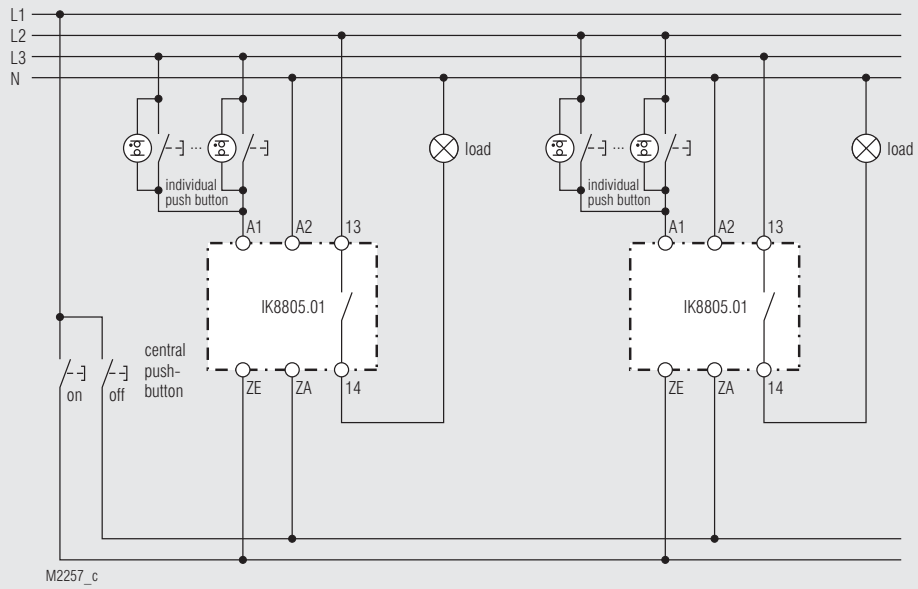 L1
L2
L3
N
load
load
individual
push button
individual
push button
A1 A2 13
A1 A2 13
IK8805.01
IK8805.01
central
push-
button
on off
ZE ZA 14
ZE ZA 14
M2257_c